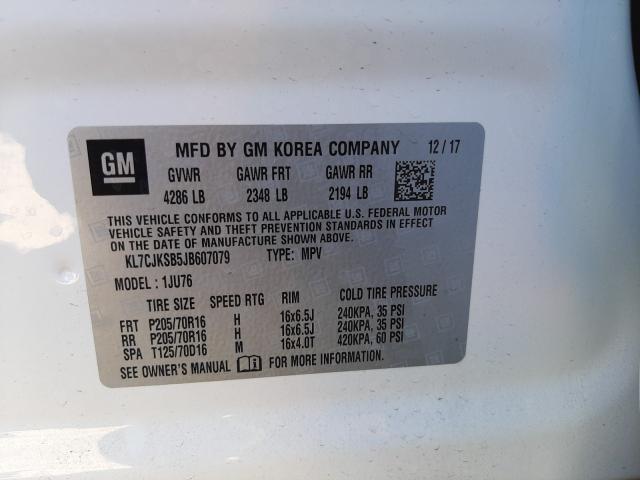 GM MFD BY GM KOREA COMPANY 12/17
GVWR GAWR FRT GAWR RR
4286 LB 2348 LB 2194 LB
THIS VEHICLE CONFORMS TO ALL APPLICABLE U.S. FEDERAL MOTOR
VEHICLE SAFETY AND THEFT PREVENTION STANDARDS IN EFFECT
ON THE DATE OF MANUFACTURE SHOWN ABOVE.
KL7CJKSB5JB607079 TYPE: MPV
MODEL : 1JU76
TIRE SIZE SPEED RTG RIM COLD TIRE PRESSURE
FRT P205/70R16 H 16x6.5J 240KPA, 35 PSI
RR P205/70R16 H 16x6.5J 240KPA, 35 PSI
SPA T125/70D16 M 16x4.0T 420KPA, 60 PSI
SEE OWNER'S MANUAL FOR MORE INFORMATION.